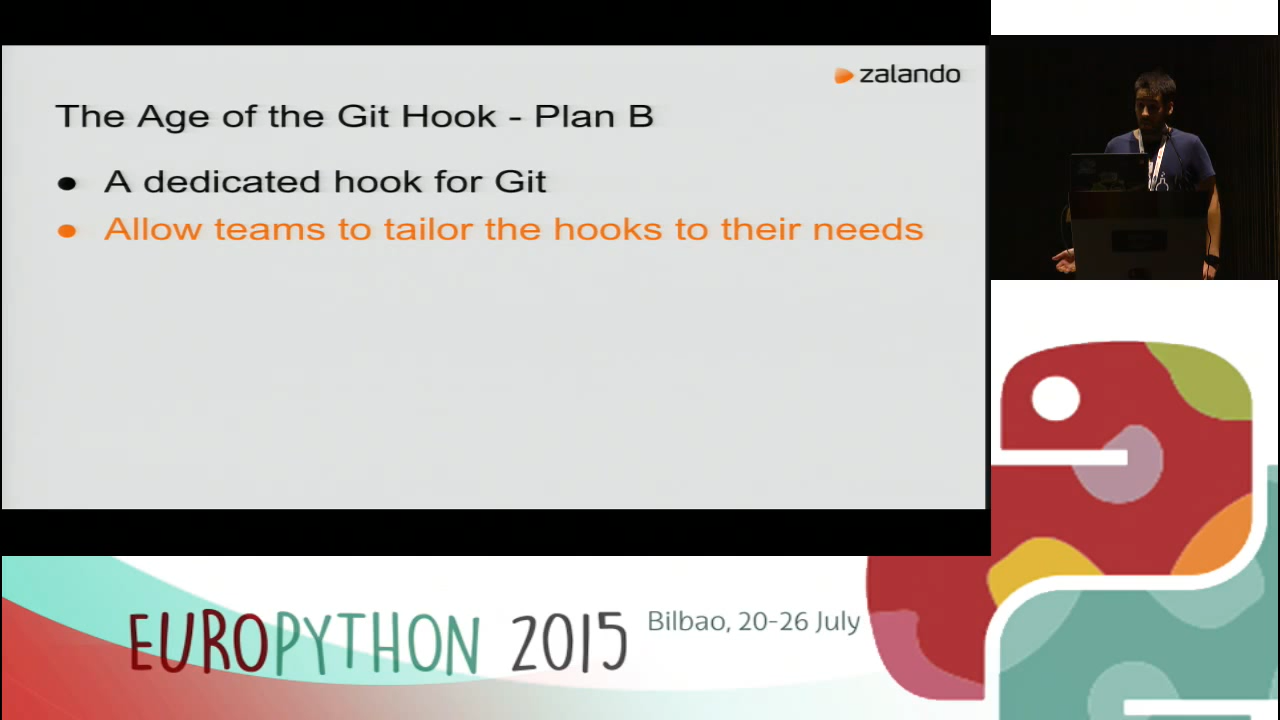 zalando
The Age of the Git Hook - Plan B
● A dedicated hook for Git
● Allow teams to tailor the hooks to their needs
EUROPYTHON 2015
Bilbao, 20-26 July